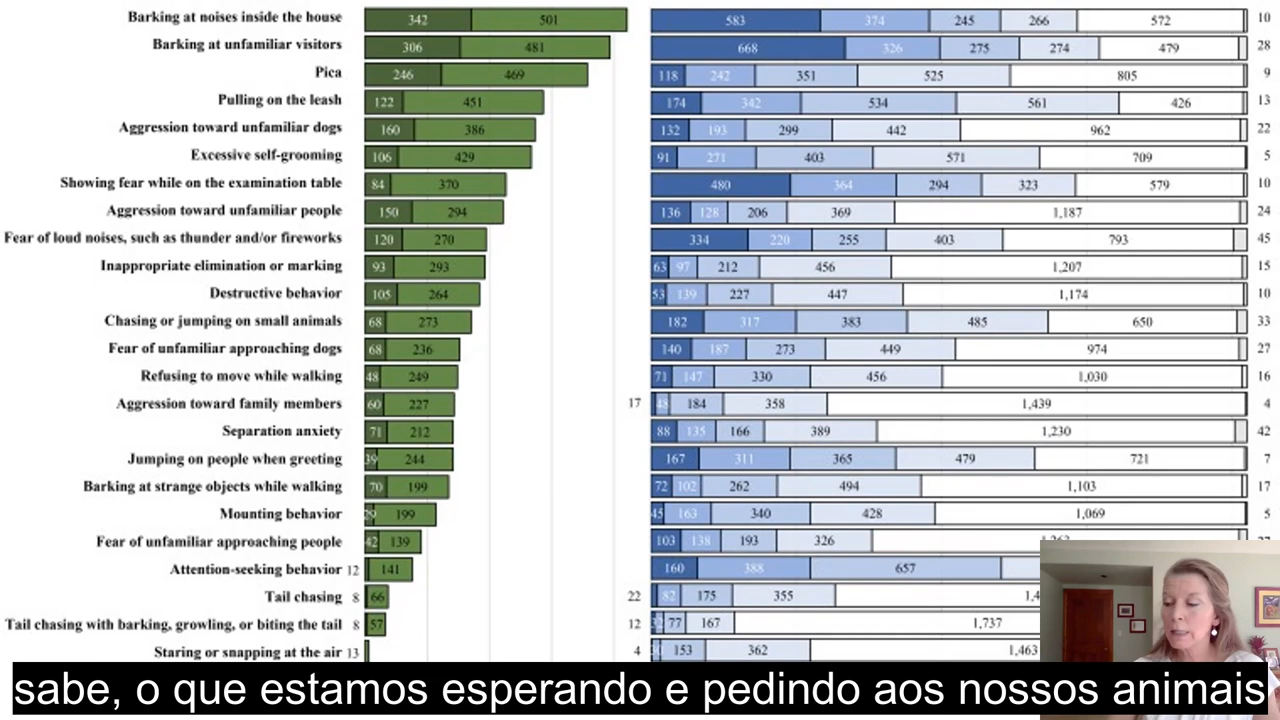 Barking at noises inside the house 342 501 583 374 245 266 572 10
Barking at unfamiliar visitors 306 481 668 326 275 274 479 28
Pica 246 469 118 242 351 525 805 9
Pulling on the leash 122 451 174 342 534 561 426 13
Aggression toward unfamiliar dogs 160 386 132 193 299 442 962 22
Excessive self-grooming 106 429 91 271 403 571 709 5
Showing fear while on the examination table 84 370 480 364 294 323 579 10
Aggression toward unfamiliar people 150 294 136 128 206 369 1,187 24
Fear of loud noises, such as thunder and/or fireworks 120 270 334 220 255 403 793 45
Inappropriate elimination or marking 93 293 63 97 212 456 1,207 15
Destructive behavior 105 264 53 139 227 447 1,174 10
Chasing or jumping on small animals 68 273 182 317 383 485 650 33
Fear of unfamiliar approaching dogs 68 236 140 187 273 449 974 27
Refusing to move while walking 48 249 71 147 330 456 1,030 16
Aggression toward family members 60 227 17 48 184 358 1,439 4
Separation anxiety 71 212 88 135 166 389 1,230 42
Jumping on people when greeting 39 244 167 311 365 479 721 7
Barking at strange objects while walking 70 199 72 102 262 494 1,103 17
Mounting behavior 29 199 45 163 340 428 1,069 5
Fear of unfamiliar approaching people 42 139 103 138 193 326
Attention-seeking behavior 12 141 160 388 657
Tail chasing 8 66 22 82 175 355 1,4
Tail chasing with barking, growling, or biting the tail 8 57 12 77 167 1,737
Staring or snapping at the air 13 4 153 362 1,463
sabe, o que estamos esperando e pedindo aos nossos animais